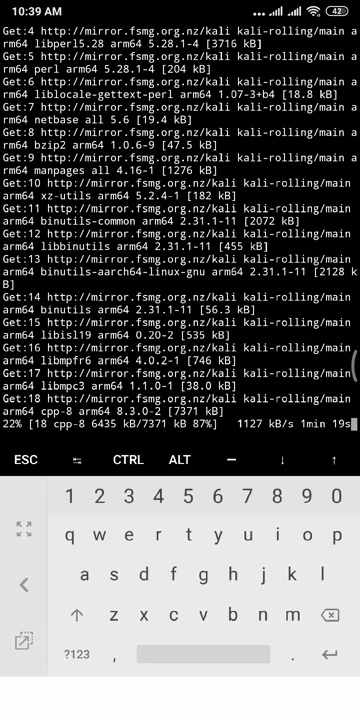 10:39 AM
42
Get:4 http://mirror.fsmg.org.nz/kali kali-rolling/main a
rm64 libperl5.28 arm64 5.28.1-4 [3716 kB]
Get:5 http://mirror.fsmg.org.nz/kali kali-rolling/main a
rm64 perl arm64 5.28.1-4 [204 kB]
Get:6 http://mirror.fsmg.org.nz/kali kali-rolling/main a
rm64 liblocale-gettext-perl arm64 1.07-3+b4 [18.8 kB]
Get:7 http://mirror.fsmg.org.nz/kali kali-rolling/main a
rm64 netbase all 5.6 [19.4 kB]
Get:8 http://mirror.fsmg.org.nz/kali kali-rolling/main a
rm64 bzip2 arm64 1.0.6-9 [47.5 kB]
Get:9 http://mirror.fsmg.org.nz/kali kali-rolling/main a
rm64 manpages all 4.16-1 [1276 kB]
Get:10 http://mirror.fsmg.org.nz/kali kali-rolling/main
arm64 xz-utils arm64 5.2.4-1 [182 kB]
Get:11 http://mirror.fsmg.org.nz/kali kali-rolling/main
arm64 binutils-common arm64 2.31.1-11 [2072 kB]
Get:12 http://mirror.fsmg.org.nz/kali kali-rolling/main
arm64 libbinutils arm64 2.31.1-11 [455 kB]
Get:13 http://mirror.fsmg.org.nz/kali kali-rolling/main
arm64 binutils-aarch64-linux-gnu arm64 2.31.1-11 [2128 k
B]
Get:14 http://mirror.fsmg.org.nz/kali kali-rolling/main
arm64 binutils arm64 2.31.1-11 [56.3 kB]
Get:15 http://mirror.fsmg.org.nz/kali kali-rolling/main
arm64 libisl19 arm64 0.20-2 [535 kB]
Get:16 http://mirror.fsmg.org.nz/kali kali-rolling/main
arm64 libmpfr6 arm64 4.0.2-1 [746 kB]
Get:17 http://mirror.fsmg.org.nz/kali kali-rolling/main
arm64 libmpc3 arm64 1.1.0-1 [38.0 kB]
Get:18 http://mirror.fsmg.org.nz/kali kali-rolling/main
arm64 cpp-8 arm64 8.3.0-2 [7371 kB]
22% [18 cpp-8 6435 kB/7371 kB 87%] 1127 kB/s 1min 19s
ESC ↹ CTRL ALT – ↓ ↑
1 2 3 4 5 6 7 8 9 0
q w e r t y u i o p
a s d f g h j k l
z x c v b n m
?123 , .